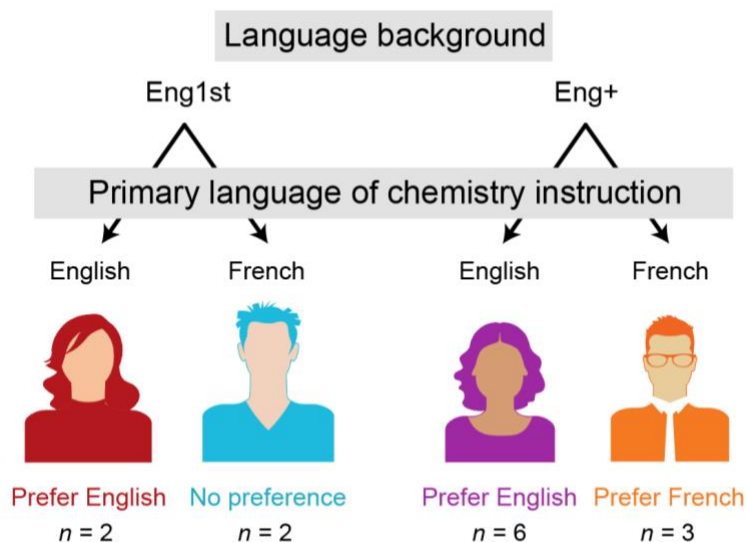 Language background
Eng1st Eng+
Primary language of chemistry instruction
English French English French
Prefer English No preference Prefer English Prefer French
n = 2 n = 2 n = 6 n = 3